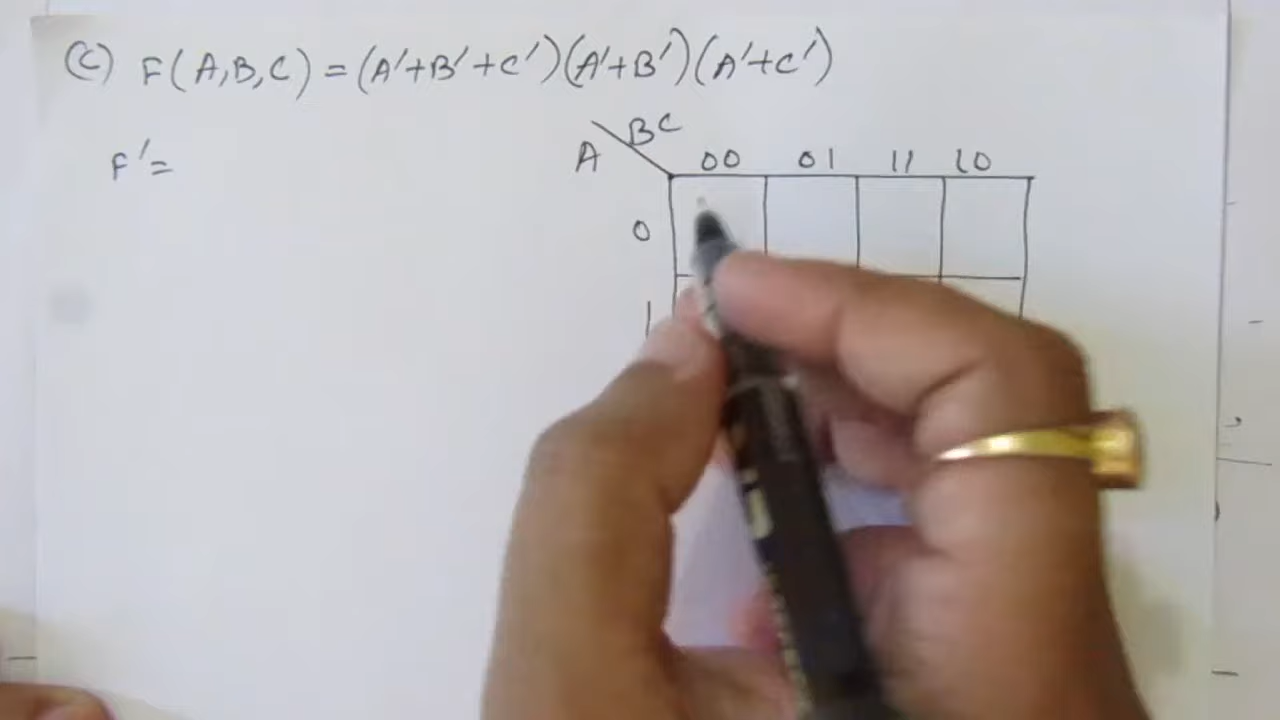 (C) F(A,B,C) = (A'+B'+C')(A'+B')(A'+C')
F'=
BC
A
00 01 11 10
0
1